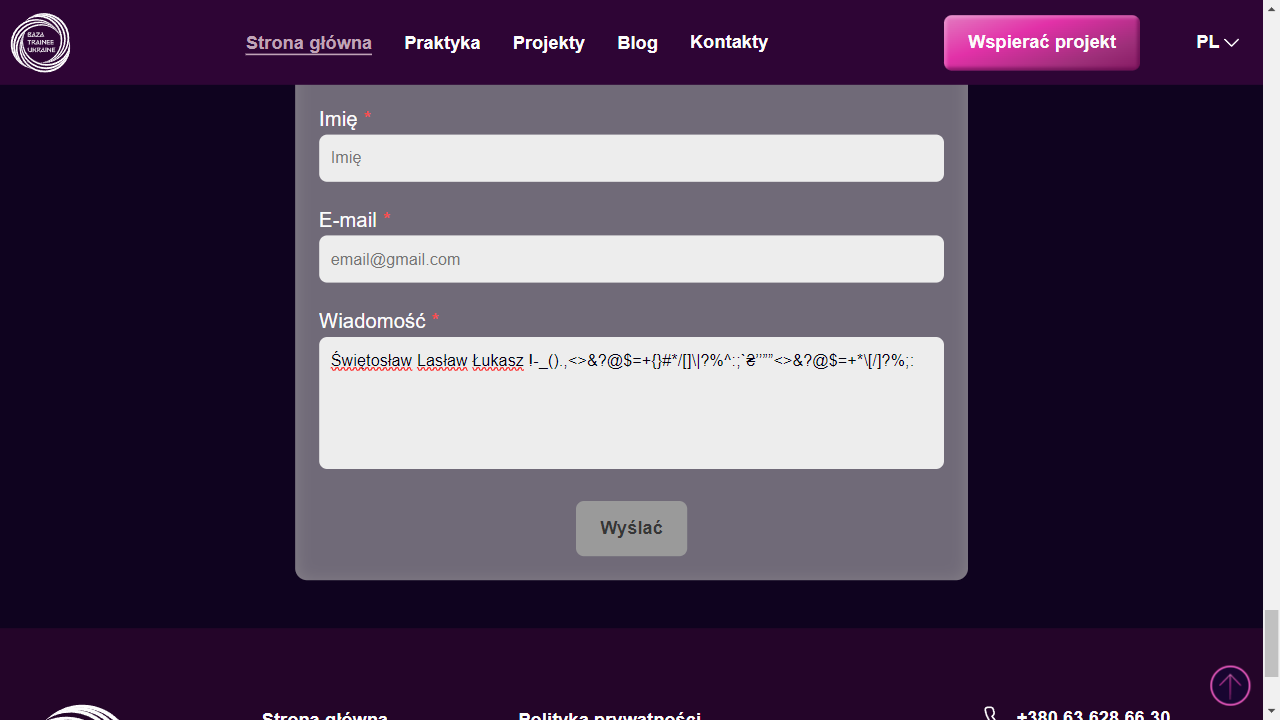 BAZA
TRAINEE
UKRAINE
Strona główna
Praktyka
Projekty
Blog
Kontakty
Wspierać projekt
PL
Imię *
Imię
E-mail *
email@gmail.com
Wiadomość *
Świętosław Lasław Łukasz !-_().,<>&?@$=+{}#*/[]\|?%^:;`₴’’””<>&?@$=+*\[/]?%;:
Wyślać
Strona główna
Polityka prywatności
+380 63 628 66 30